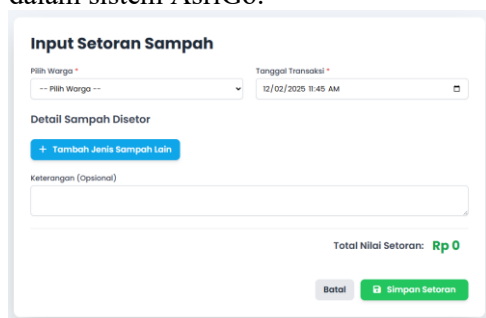 dalam sistem AsriGo.
Input Setoran Sampah
Pilih Warga * Tanggal Transaksi *
-- Pilih Warga -- 12/02/2025 11:45 AM
Detail Sampah Disetor
+ Tambah Jenis Sampah Lain
Keterangan (Opsional)
Total Nilai Setoran: Rp 0
Batal Simpan Setoran